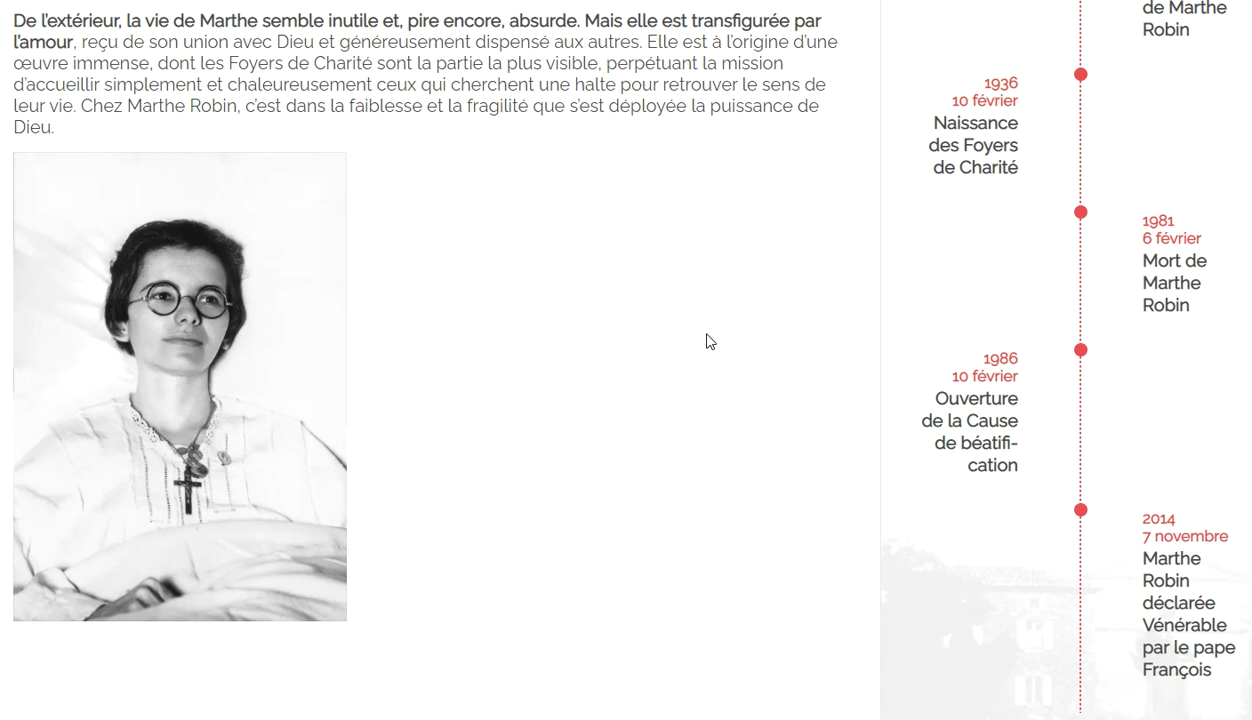 De l’extérieur, la vie de Marthe semble inutile et, pire encore, absurde. Mais elle est transfigurée par
l’amour, reçu de son union avec Dieu et généreusement dispensé aux autres. Elle est à l’origine d’une
œuvre immense, dont les Foyers de Charité sont la partie la plus visible, perpétuant la mission
d’accueillir simplement et chaleureusement ceux qui cherchent une halte pour retrouver le sens de
leur vie. Chez Marthe Robin, c’est dans la faiblesse et la fragilité que s’est déployée la puissance de
Dieu.
de Marthe
Robin
1936
10 février
Naissance
des Foyers
de Charité
1981
6 février
Mort de
Marthe
Robin
1986
10 février
Ouverture
de la Cause
de béatifi-
cation
2014
7 novembre
Marthe
Robin
déclarée
Vénérable
par le pape
François